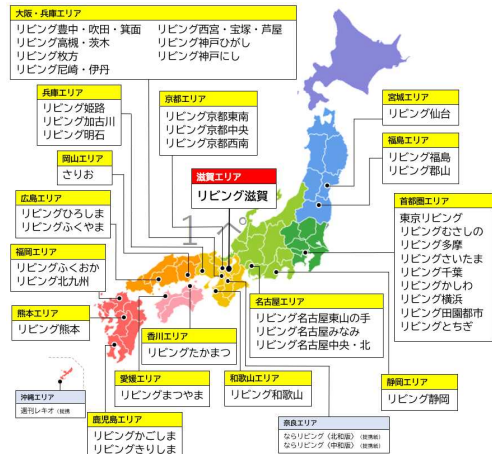 大阪・兵庫エリア
リビング豊中・吹田・箕面
リビング高槻・茨木
リビング枚方
リビング尼崎・伊丹
リビング西宮・宝塚・芦屋
リビング神戸ひがし
リビング神戸にし
兵庫エリア
リビング姫路
リビング加古川
リビング明石
京都エリア
リビング京都東南
リビング京都中央
リビング京都西南
宮城エリア
リビング仙台
福島エリア
リビング福島
リビング郡山
岡山エリア
さりお
滋賀エリア
リビング滋賀
広島エリア
リビングひろしま
リビングふくやま
首都圏エリア
東京リビング
リビングむさしの
リビング多摩
リビングさいたま
リビング千葉
リビングかしわ
リビング横浜
リビング田園都市
リビングとちぎ
福岡エリア
リビングふくおか
リビング北九州
熊本エリア
リビング熊本
名古屋エリア
リビング名古屋東山の手
リビング名古屋みなみ
リビング名古屋中央・北
香川エリア
リビングたかまつ
愛媛エリア
リビングまつやま
和歌山エリア
リビング和歌山
静岡エリア
リビング静岡
沖縄エリア
週刊レキオ（提携
鹿児島エリア
リビングかごしま
リビングきりしま
奈良エリア
ならリビング〈北和版〉（提携紙）
ならリビング〈中和版〉（提携紙）